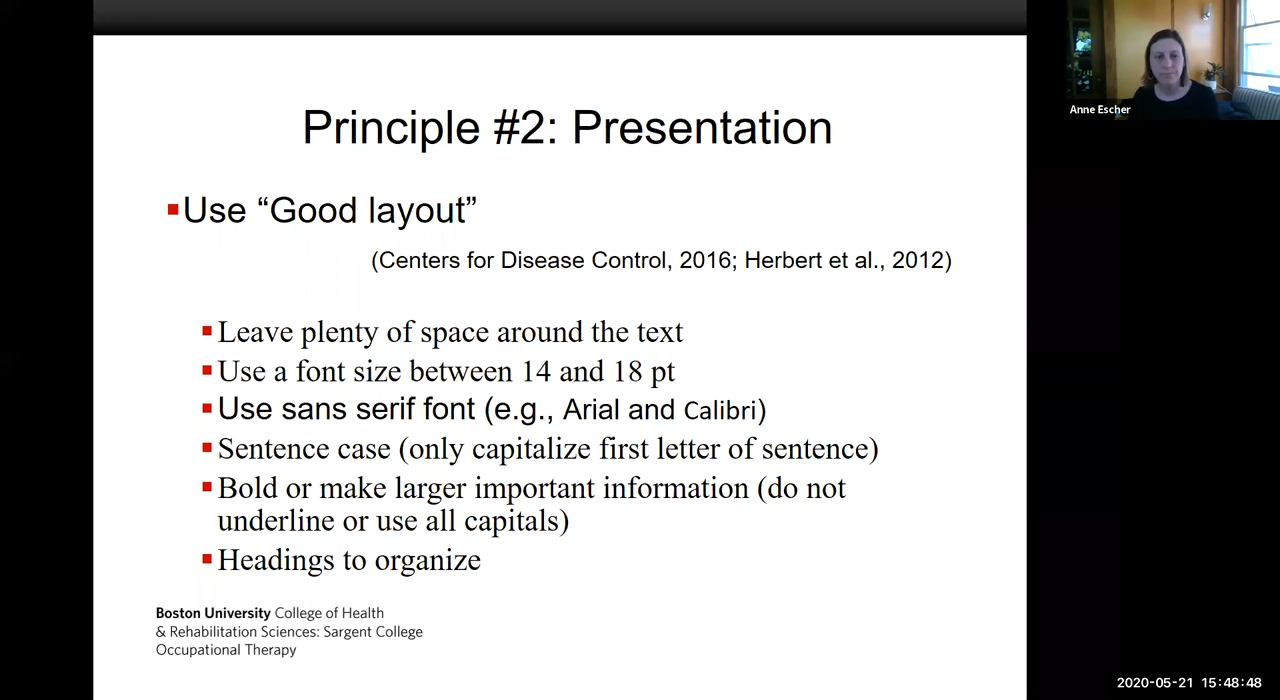 Principle #2: Presentation
Use “Good layout”
(Centers for Disease Control, 2016; Herbert et al., 2012)
Leave plenty of space around the text
Use a font size between 14 and 18 pt
Use sans serif font (e.g., Arial and Calibri)
Sentence case (only capitalize first letter of sentence)
Bold or make larger important information (do not
underline or use all capitals)
Headings to organize
Boston University College of Health
& Rehabilitation Sciences: Sargent College
Occupational Therapy
Anne Escher
2020-05-21 15:48:48